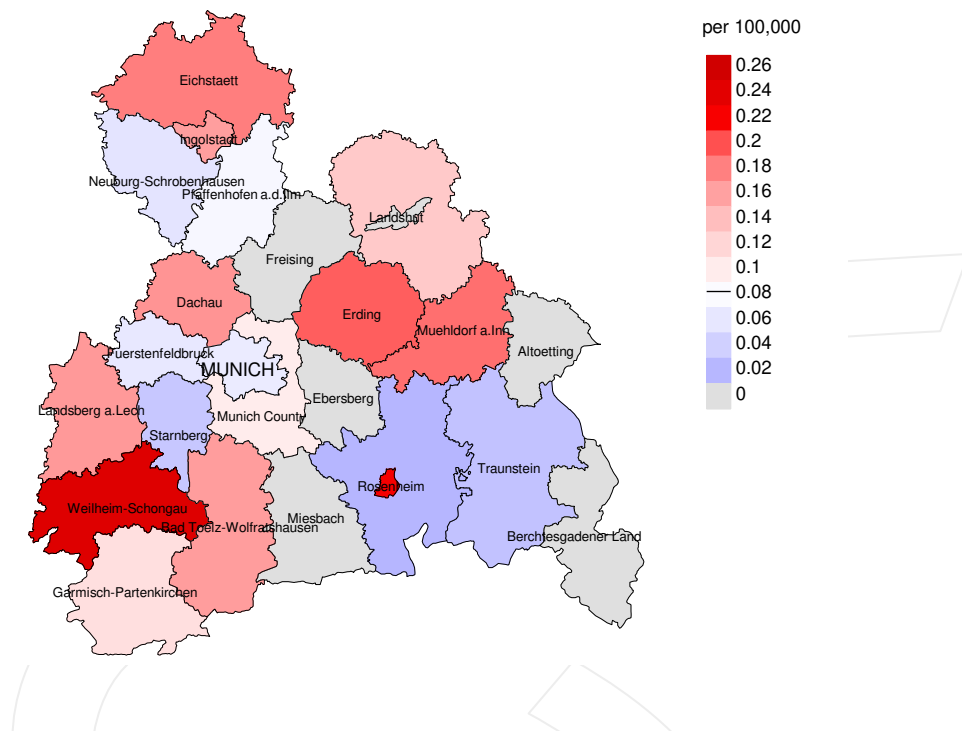 per 100,000
0.26
0.24
0.22
0.2
0.18
0.16
0.14
0.12
0.1
0.08
0.06
0.04
0.02
0
Eichstaett
Ingolstadt
Neuburg-Schrobenhausen
Pfaffenhofen a.d.Ilm
Landshut
Freising
Dachau
Erding
Muehldorf a.Inn
Altoetting
Fuerstenfeldbruck
MUNICH
Ebersberg
Landsberg a.Lech
Munich County
Starnberg
Traunstein
Rosenheim
Weilheim-Schongau
Miesbach
Bad Toelz-Wolfratshausen
Berchtesgadener Land
Garmisch-Partenkirchen